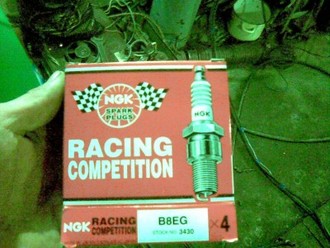 NGK
SPARK
PLUGS
NGK
RACING
COMPETITION
NGK RACING COMPETITION B8EG STOCK NO 3430 ×4